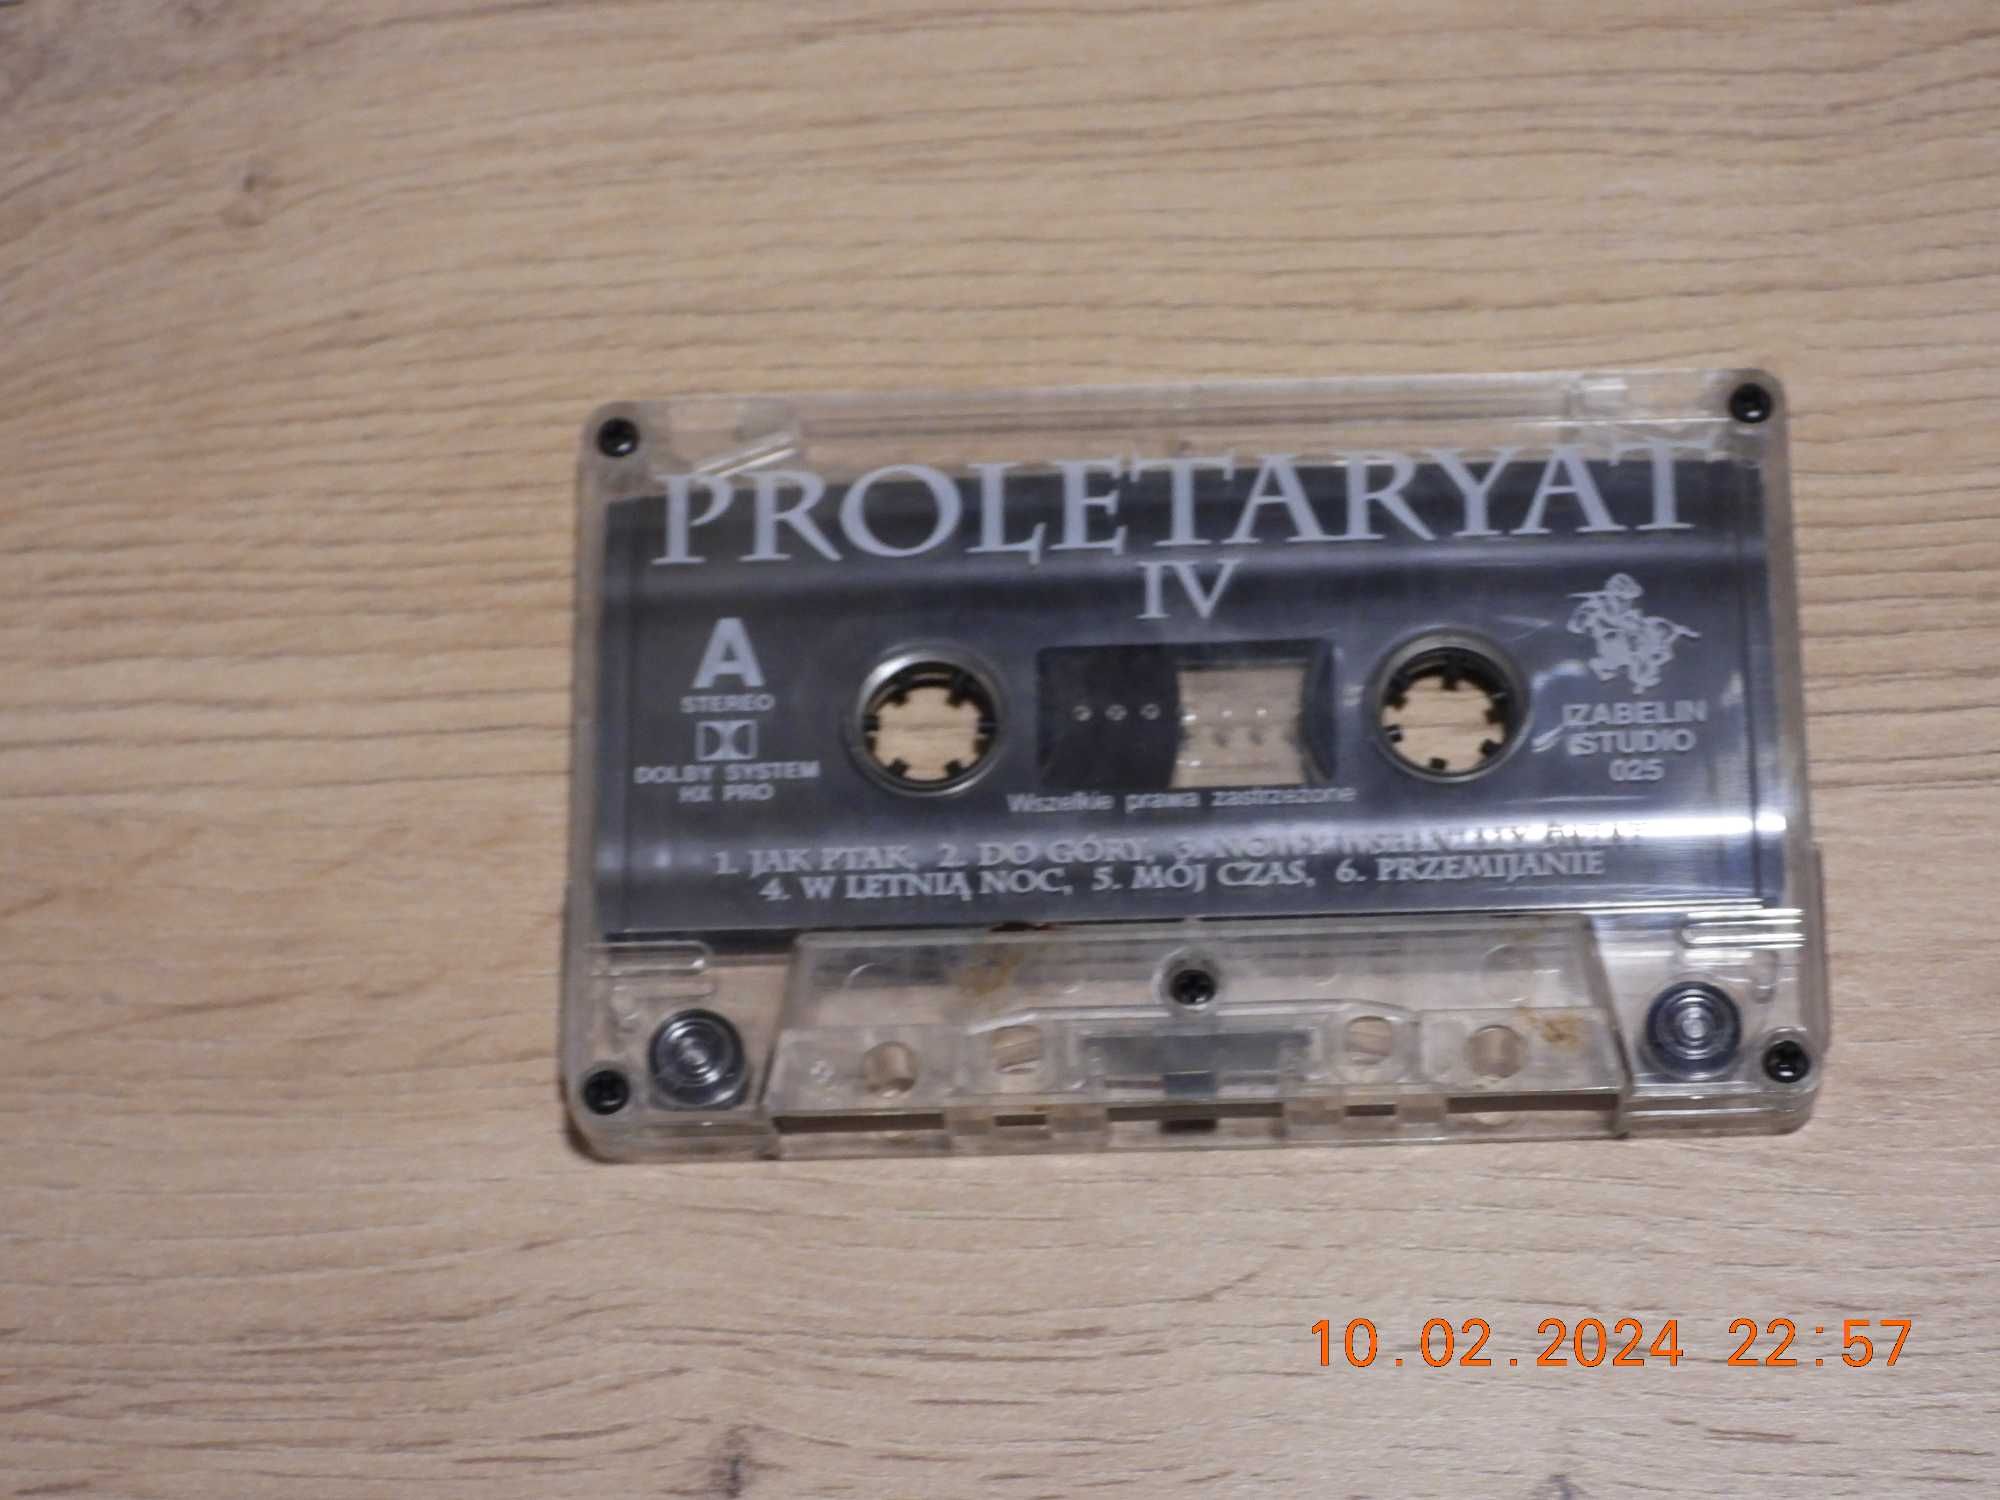 PROLETARYAT
IV
A
STEREO
DOLBY SYSTEM
HX PRO
IZABELIN
STUDIO
025
Wszelkie prawa zastrzeżone
1. JAK PTAK, 2. DO GÓRY, 3.
4. W LETNIĄ NOC, 5. MÓJ CZAS, 6. PRZEMIJANIE
10.02.2024 22:57